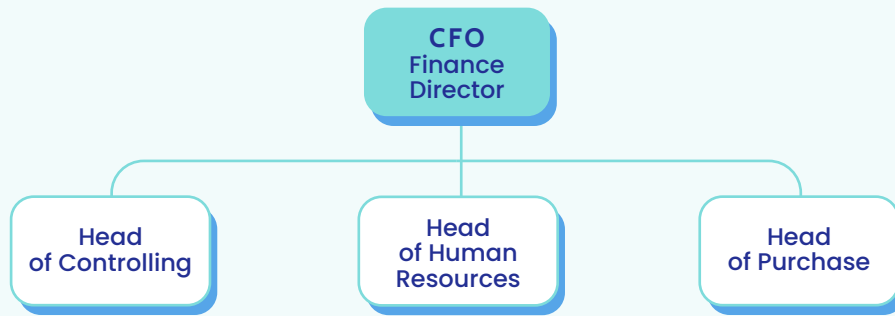 CFO
Finance
Director
Head
of Controlling
Head
of Human
Resources
Head
of Purchase